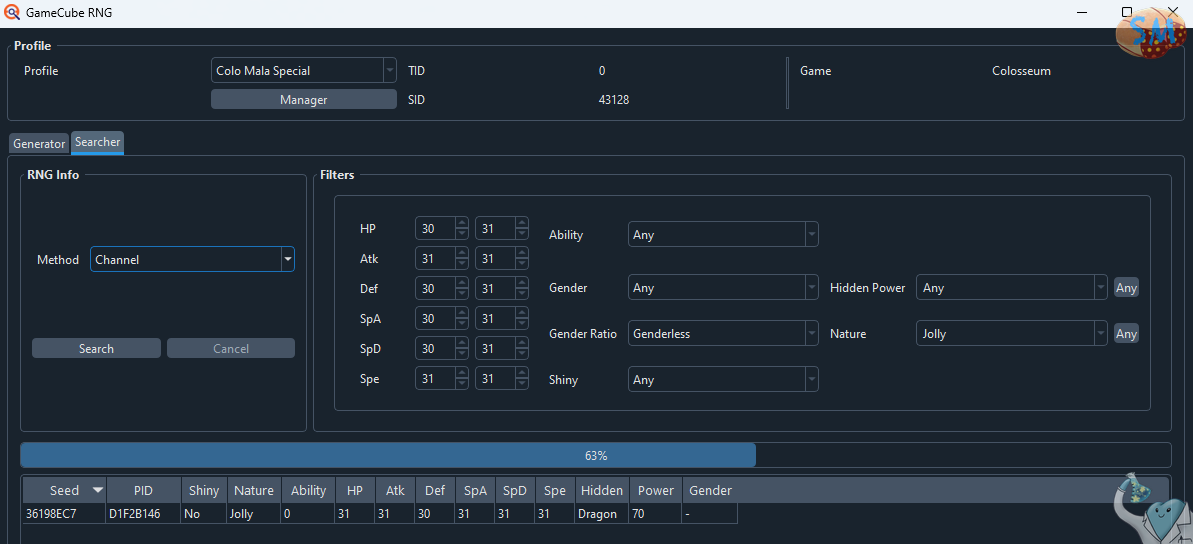 GameCube RNG
SM
Profile
Profile Colo Mala Special TID 0 Game Colosseum
Manager SID 43128
Generator Searcher
RNG Info
Method Channel
Search Cancel
Filters
HP 30 31 Ability Any
Atk 31 31
Def 30 31 Gender Any Hidden Power Any Any
SpA 30 31 Gender Ratio Genderless Nature Jolly Any
SpD 30 31
Spe 31 31 Shiny Any
63%
Seed PID Shiny Nature Ability HP Atk Def SpA SpD Spe Hidden Power Gender
36198EC7 D1F2B146 No Jolly 0 31 31 30 31 31 31 Dragon 70 -